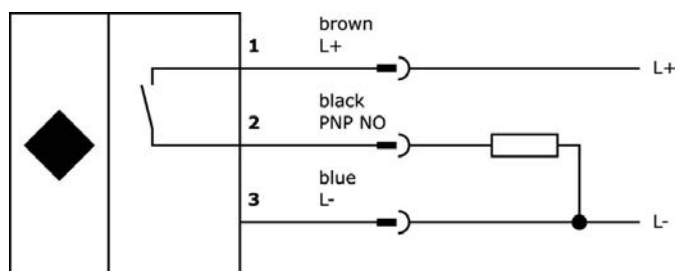 brown
1 L+
L+
black
2 PNP NO
blue
3 L-
L-